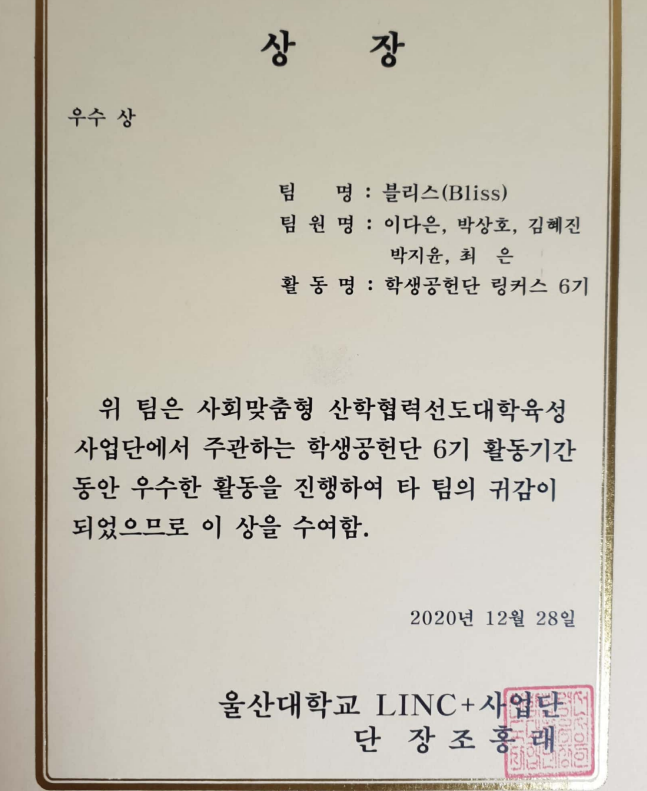 상 장
우수 상
팀 명 : 블리스(Bliss)
팀 원 명 : 이다은, 박상호, 김혜진
박지윤, 최 은
활 동 명 : 학생공헌단 링커스 6기
위 팀은 사회맞춤형 산학협력선도대학육성
사업단에서 주관하는 학생공헌단 6기 활동기간
동안 우수한 활동을 진행하여 타 팀의 귀감이
되었으므로 이 상을 수여함.
2020년 12월 28일
울산대학교 LINC+사업단
단 장 조 홍 래